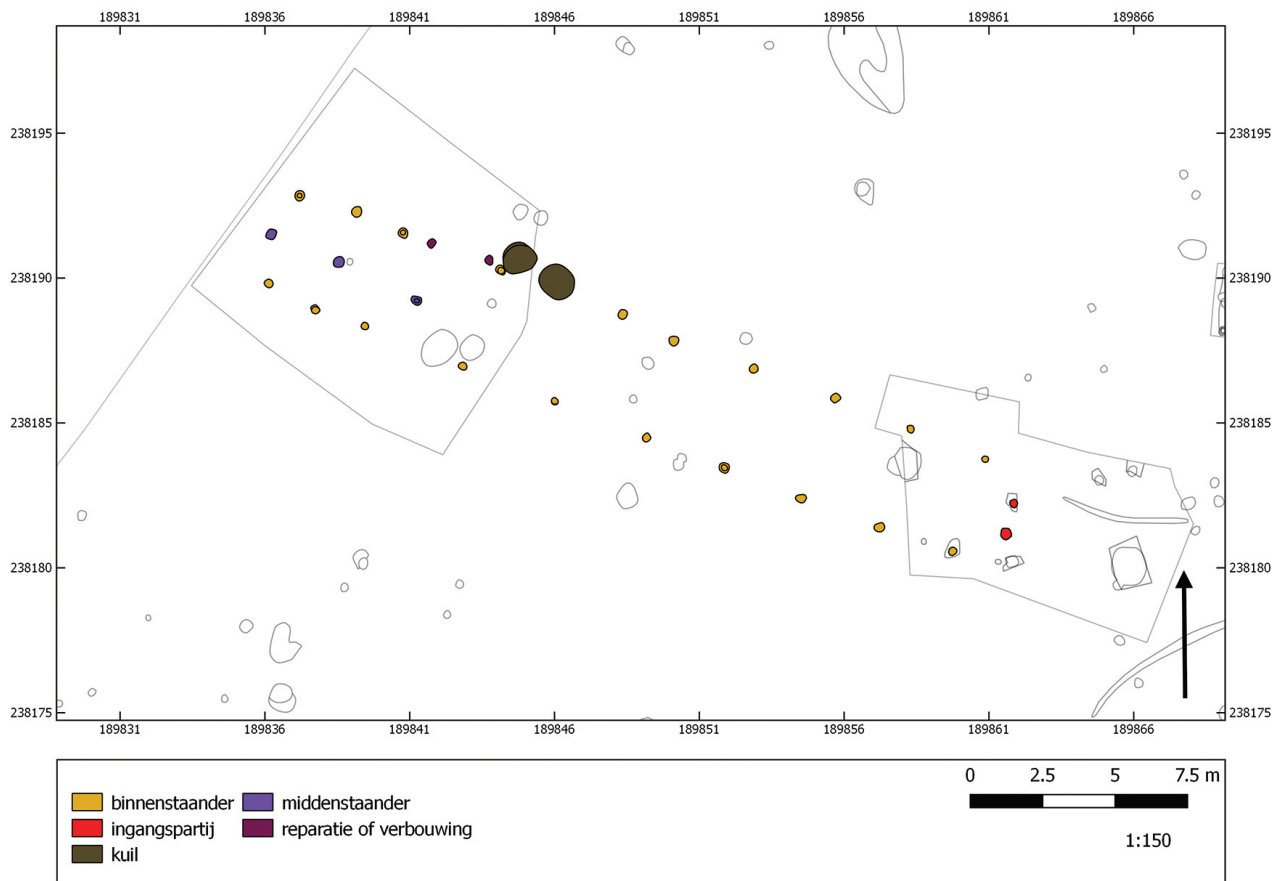 189831 189836 189841 189846 189851 189856 189861 189866
238195 238195
238190 238190
238185 238185
238180 238180
238175 238175
189831 189836 189841 189846 189851 189856 189861 189866
binnenstaander middenstaander
ingangspartij reparatie of verbouwing
kuil
0 2.5 5 7.5 m
1:150